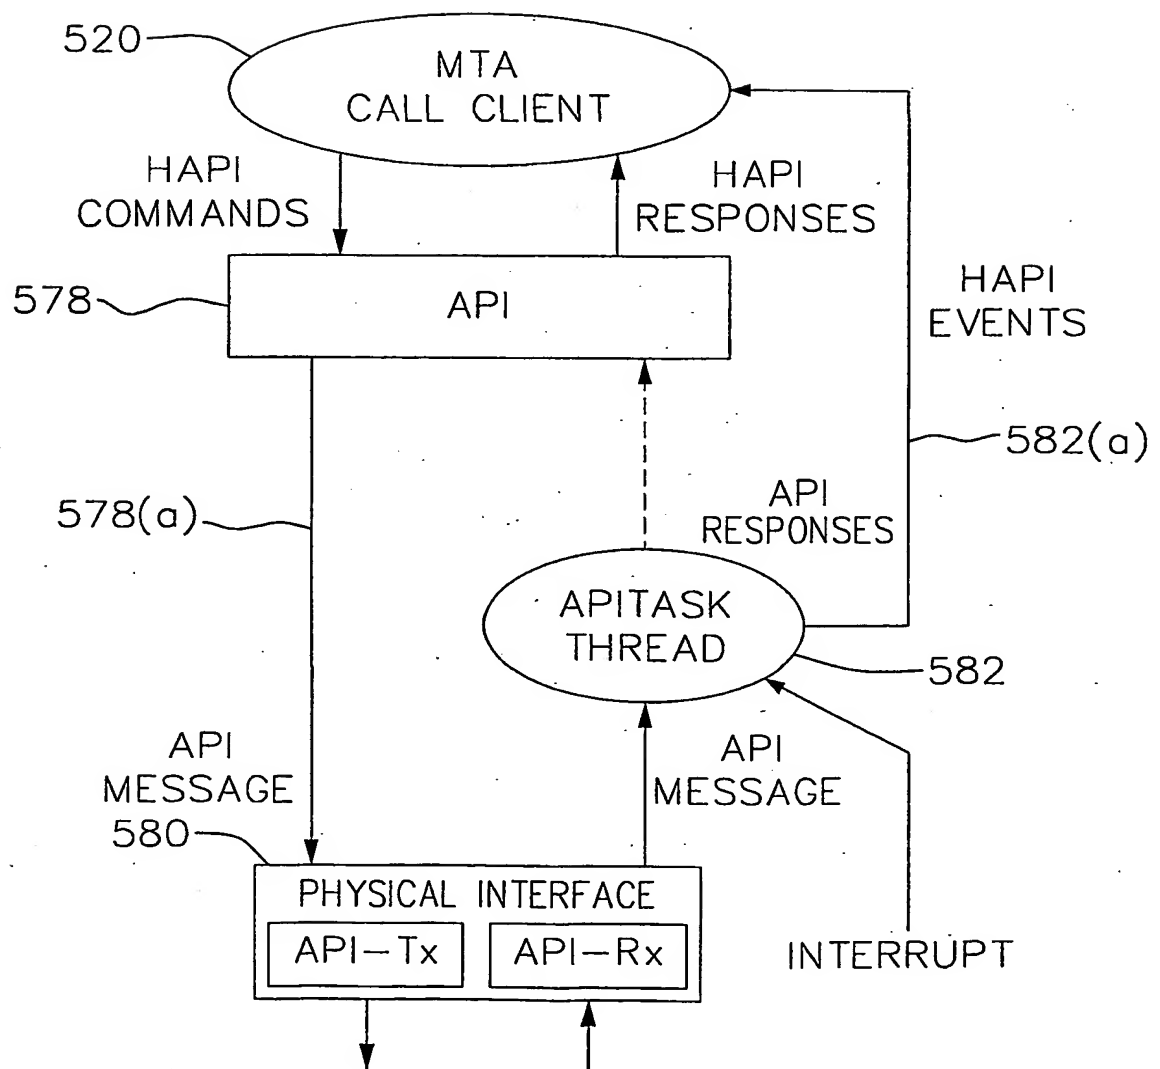 520
MTA
CALL CLIENT
HAPI
COMMANDS
HAPI
RESPONSES
578
API
HAPI
EVENTS
582(a)
578(a)
API
RESPONSES
APITASK
THREAD
582
API
MESSAGE
API
MESSAGE
580
PHYSICAL INTERFACE
API-Tx
API-Rx
INTERRUPT